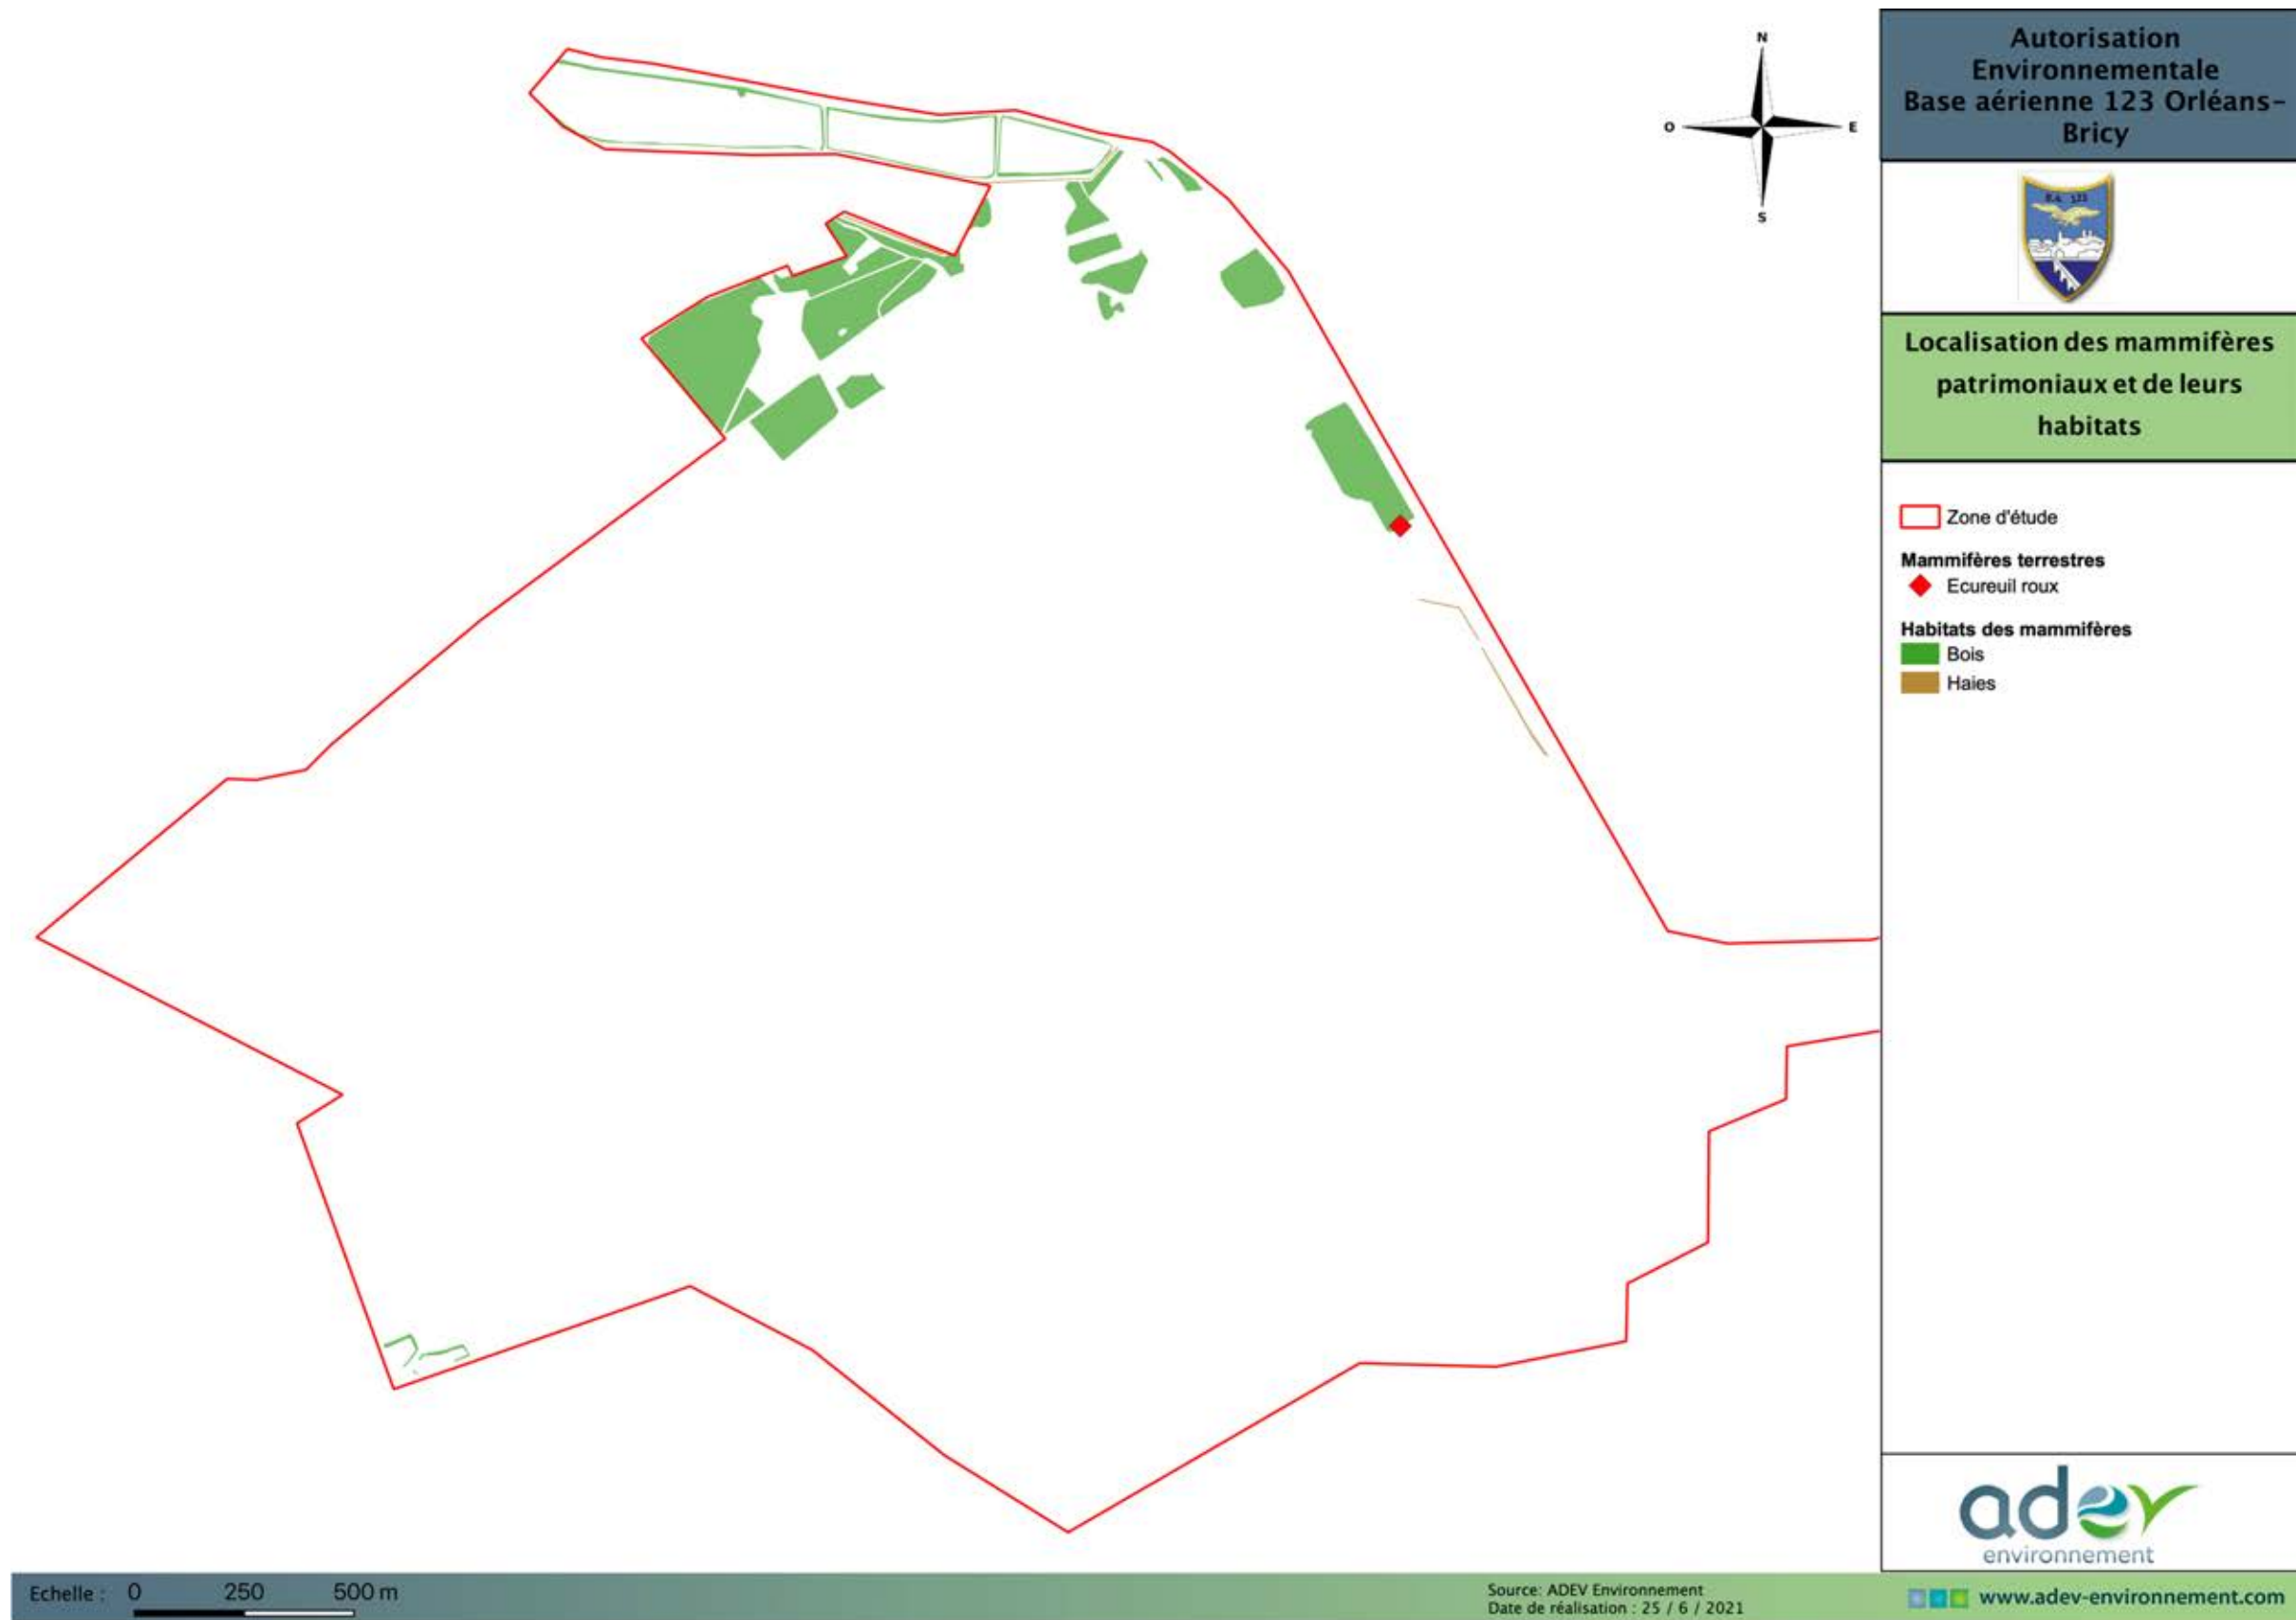 Autorisation
Environnementale
Base aérienne 123 Orléans-
Bricy
N
O
E
S
B.A. 123
Localisation des mammifères
patrimoniaux et de leurs
habitats
Zone d'étude
Mammifères terrestres
Ecureuil roux
Habitats des mammifères
Bois
Haies
adev
environnement
Echelle : 0 250 500 m
Source: ADEV Environnement
Date de réalisation : 25 / 6 / 2021
www.adev-environnement.com